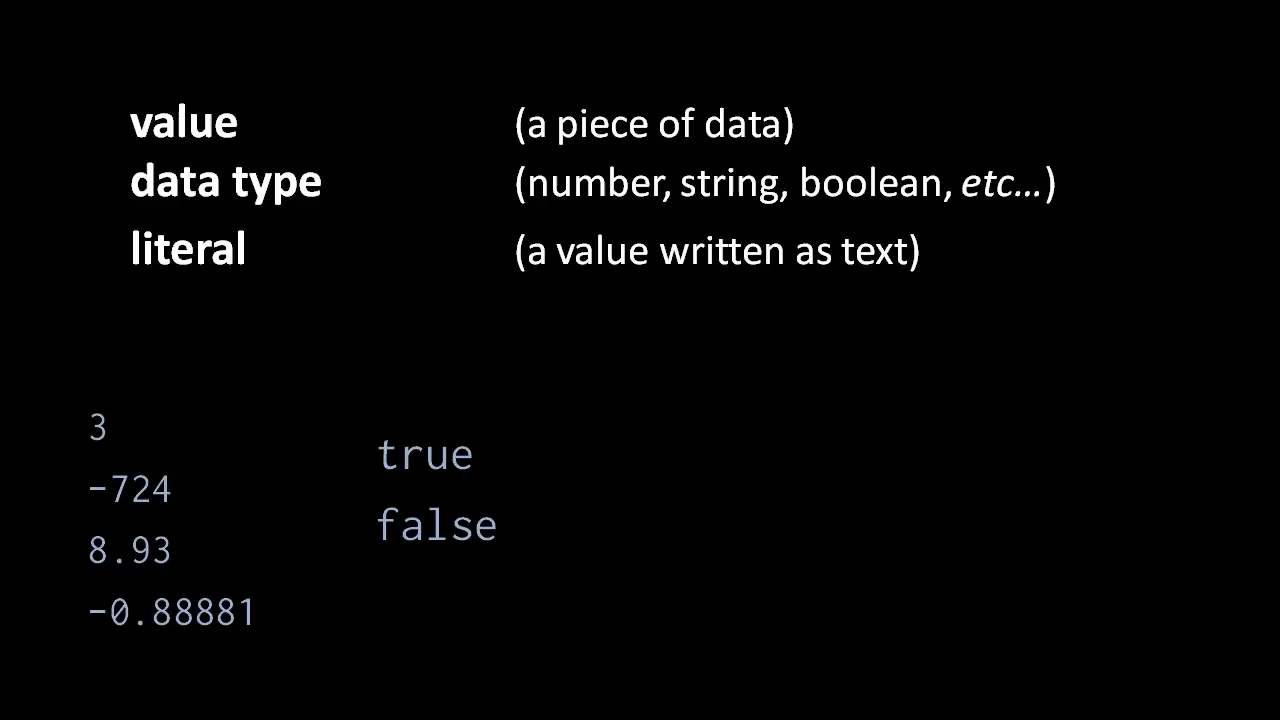 value (a piece of data)
data type (number, string, boolean, etc…)
literal (a value written as text)
3
-724
8.93
-0.88881
true
false